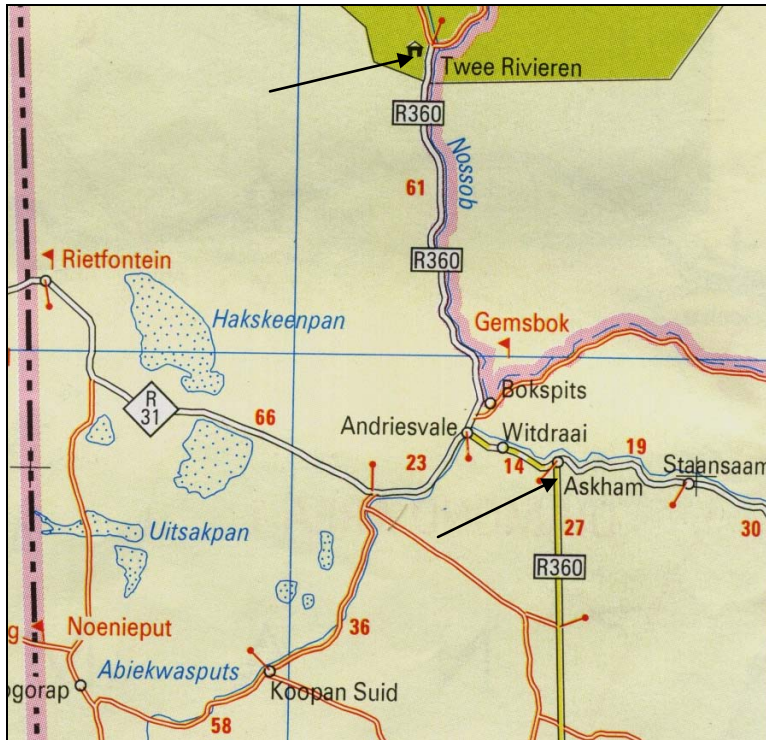 Twee Rivieren
R360
Nossob
61
R360
Rietfontein
Hakskeenpan
Gemsbok
Bokspits
R
31
66
Andriesvale
Witdraai
19
23
14
Staansaam
Askham
Uitsakpan
27
30
R360
g
Noenieput
36
Abiekwasputs
ogorap
Koopan Suid
58